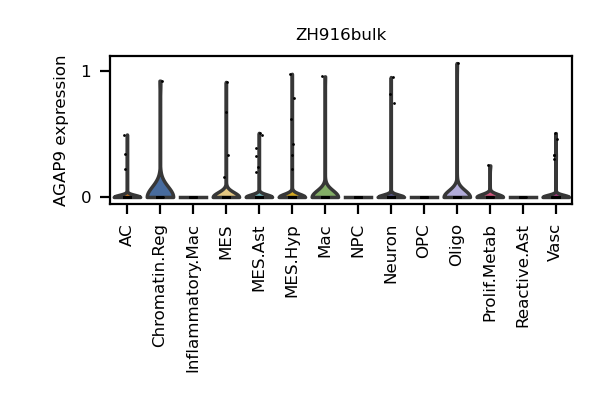 ZH916bulk
AGAP9 expression
1
0
AC
Chromatin.Reg
Inflammatory.Mac
MES
MES.Ast
MES.Hyp
Mac
NPC
Neuron
OPC
Oligo
Prolif.Metab
Reactive.Ast
Vasc